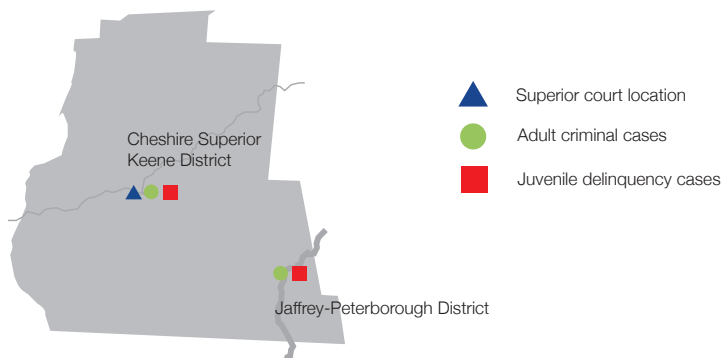 Cheshire Superior
Keene District
Jaffrey-Peterborough District
Superior court location
Adult criminal cases
Juvenile delinquency cases